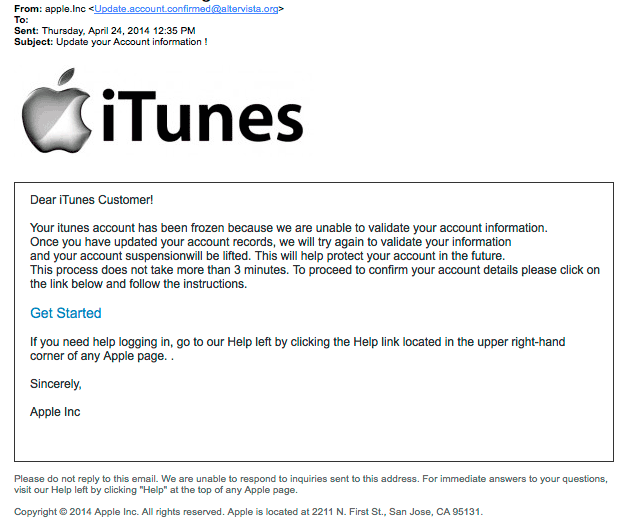 From: apple.Inc <Update.account.confirmed@altervista.org>
To:
Sent: Thursday, April 24, 2014 12:35 PM
Subject: Update your Account information !
iTunes
Dear iTunes Customer!
Your itunes account has been frozen because we are unable to validate your account information.
Once you have updated your account records, we will try again to validate your information
and your account suspensionwill be lifted. This will help protect your account in the future.
This process does not take more than 3 minutes. To proceed to confirm your account details please click on
the link below and follow the instructions.
Get Started
If you need help logging in, go to our Help left by clicking the Help link located in the upper right-hand
corner of any Apple page. .
Sincerely,
Apple Inc
Please do not reply to this email. We are unable to respond to inquiries sent to this address. For immediate answers to your questions,
visit our Help left by clicking "Help" at the top of any Apple page.
Copyright © 2014 Apple Inc. All rights reserved. Apple is located at 2211 N. First St., San Jose, CA 95131.